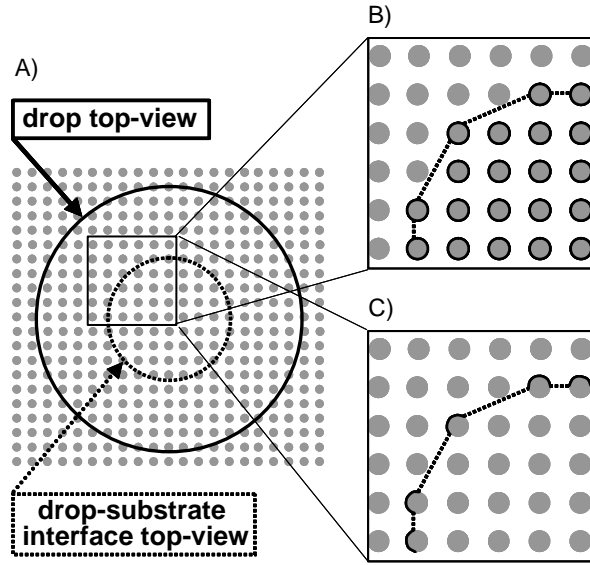 A)
drop top-view
drop-substrate
interface top-view
B)
C)